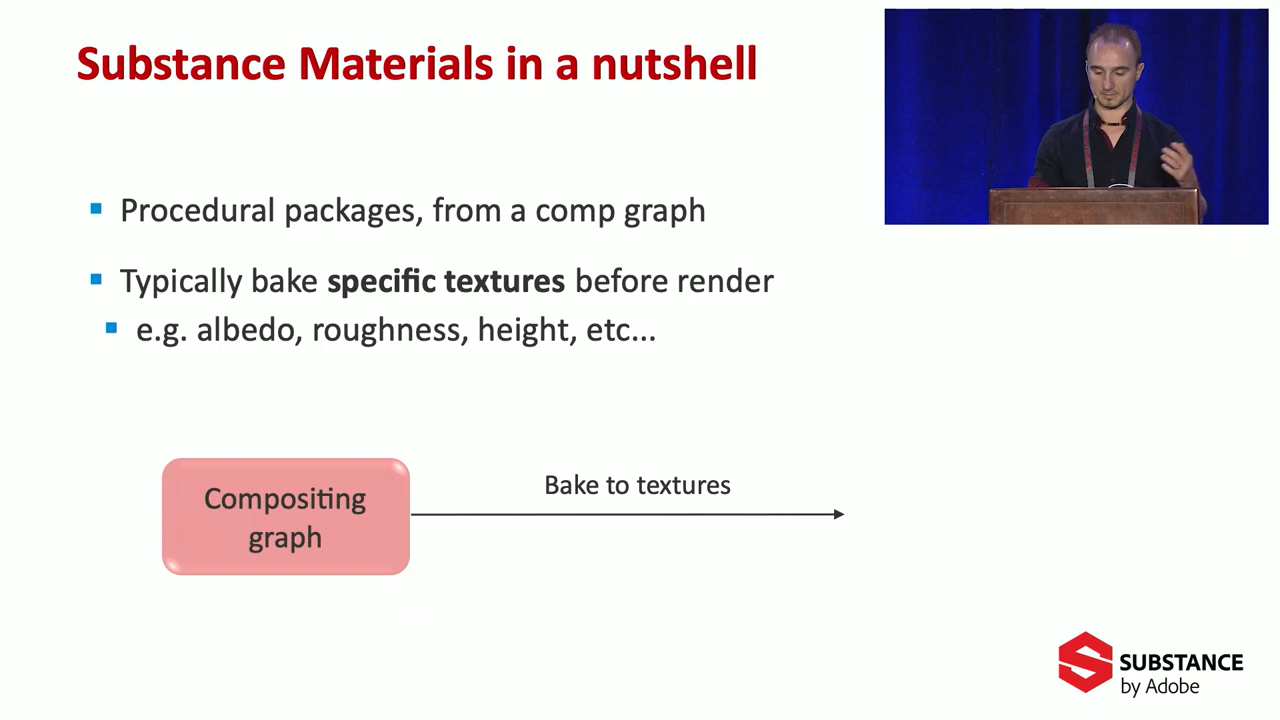 Substance Materials in a nutshell
Procedural packages, from a comp graph
Typically bake specific textures before render
e.g. albedo, roughness, height, etc...
Compositing
graph
Bake to textures
SUBSTANCE
by Adobe